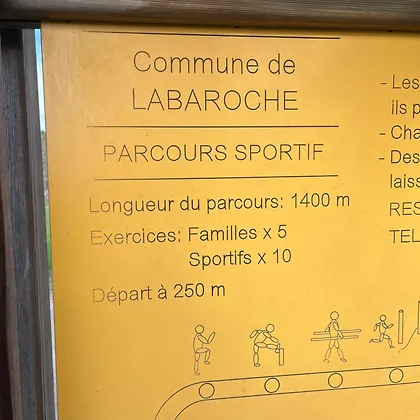 Commune de
LABAROCHE
PARCOURS SPORTIF
Longueur du parcours: 1400 m
Exercices: Familles x 5
Sportifs x 10
Départ à 250 m
- Les
ils p
- Cha
- Des
laiss
RES
TEL